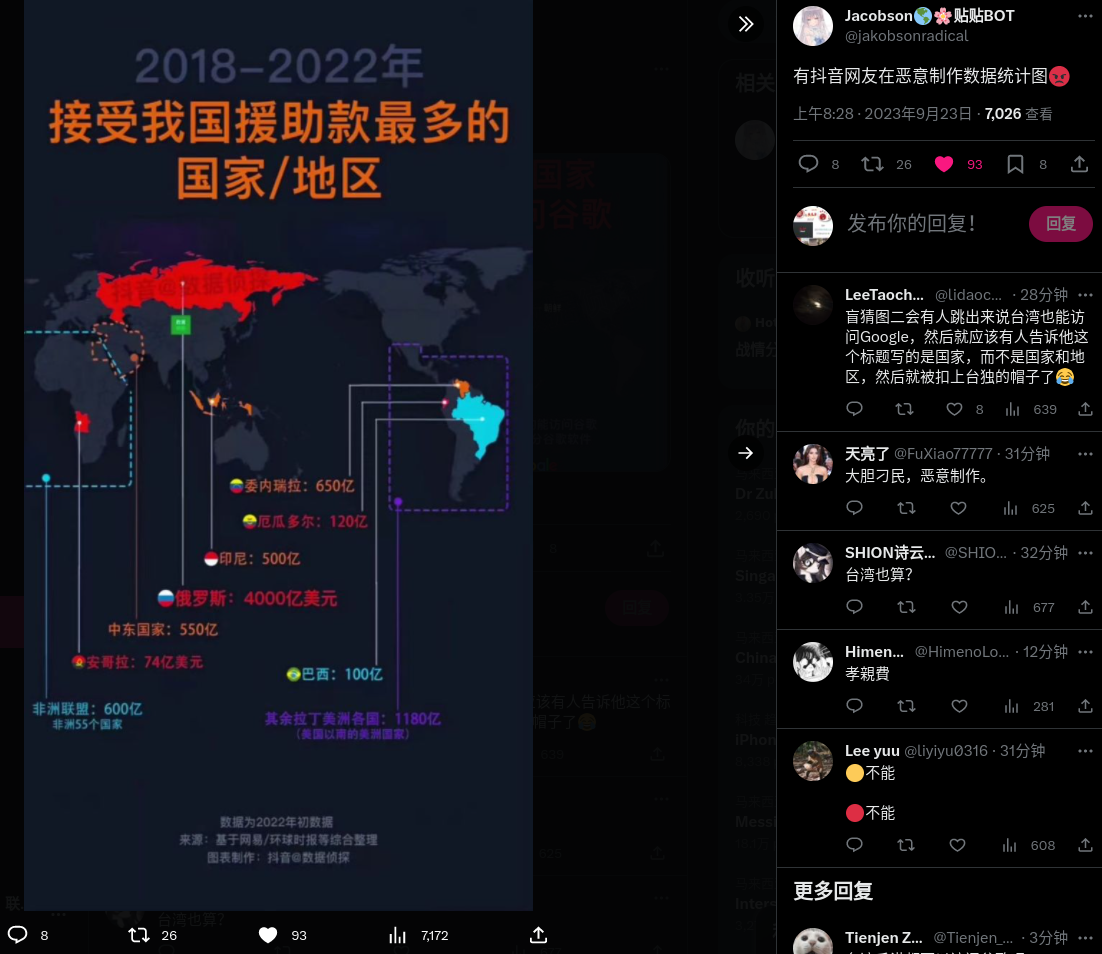 2018-2022年
接受我国援助款最多的
国家/地区
抖音@数据侦探
委内瑞拉：650亿
厄瓜多尔：120亿
印尼：500亿
俄罗斯：4000亿美元
中东国家：550亿
安哥拉：74亿美元
巴西：100亿
非洲联盟：600亿
非洲55个国家
其余拉丁美洲各国：1180亿
（美国以南的美洲国家）
数据为2022年初数据
来源：基于网易/环球时报等综合整理
图表制作：抖音@数据侦探
8 26 93 7,172
Jacobson🌎🌸贴贴BOT
@jakobsonradical
有抖音网友在恶意制作数据统计图😡
上午8:28 · 2023年9月23日 · 7,026 查看
8 26 93 8
发布你的回复！
回复
LeeTaoch... @lidaoc... · 28分钟
盲猜图二会有人跳出来说台湾也能访
问Google，然后就应该有人告诉他这
个标题写的是国家，而不是国家和地
区，然后就被扣上台独的帽子了😂
8 639
天亮了 @FuXiao77777 · 31分钟
大胆刁民，恶意制作。
625
SHION诗云... @SHIO... · 32分钟
台湾也算？
677
Himen... @HimenoLo... · 12分钟
孝親費
281
Lee yuu @liyiyu0316 · 31分钟
🟡不能
🔴不能
608
更多回复
Tienjen Z... @Tienjen_... · 3分钟